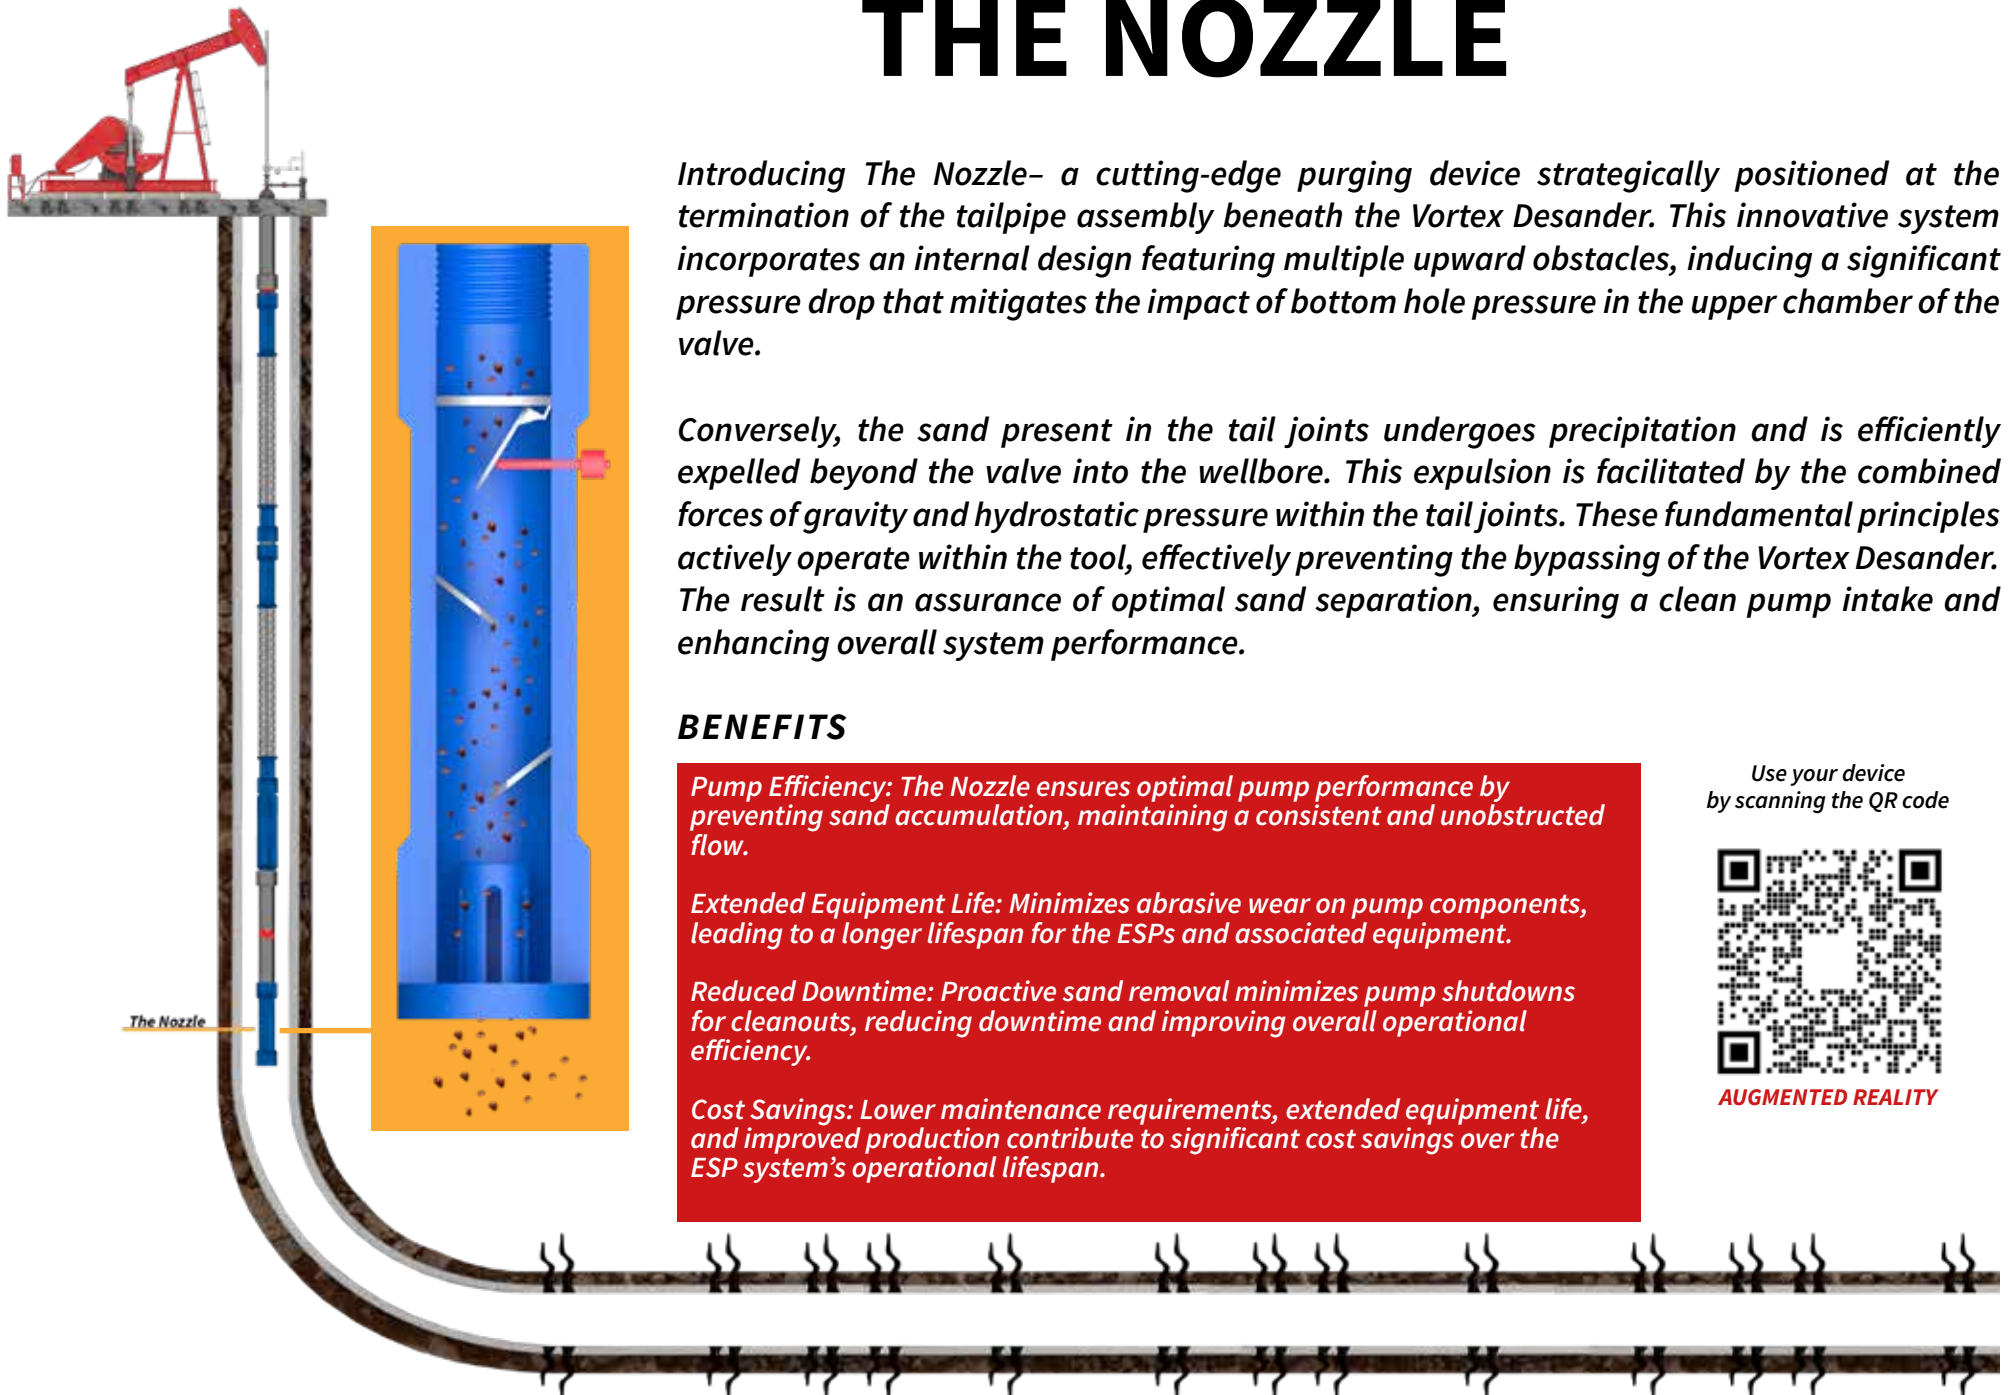 THE NOZZLE
Introducing The Nozzle– a cutting-edge purging device strategically positioned at the
termination of the tailpipe assembly beneath the Vortex Desander. This innovative system
incorporates an internal design featuring multiple upward obstacles, inducing a significant
pressure drop that mitigates the impact of bottom hole pressure in the upper chamber of the
valve.
Conversely, the sand present in the tail joints undergoes precipitation and is efficiently
expelled beyond the valve into the wellbore. This expulsion is facilitated by the combined
forces of gravity and hydrostatic pressure within the tail joints. These fundamental principles
actively operate within the tool, effectively preventing the bypassing of the Vortex Desander.
The result is an assurance of optimal sand separation, ensuring a clean pump intake and
enhancing overall system performance.
BENEFITS
Pump Efficiency: The Nozzle ensures optimal pump performance by
preventing sand accumulation, maintaining a consistent and unobstructed
flow.
Extended Equipment Life: Minimizes abrasive wear on pump components,
leading to a longer lifespan for the ESPs and associated equipment.
Reduced Downtime: Proactive sand removal minimizes pump shutdowns
for cleanouts, reducing downtime and improving overall operational
efficiency.
Cost Savings: Lower maintenance requirements, extended equipment life,
and improved production contribute to significant cost savings over the
ESP system’s operational lifespan.
Use your device
by scanning the QR code
AUGMENTED REALITY
The Nozzle